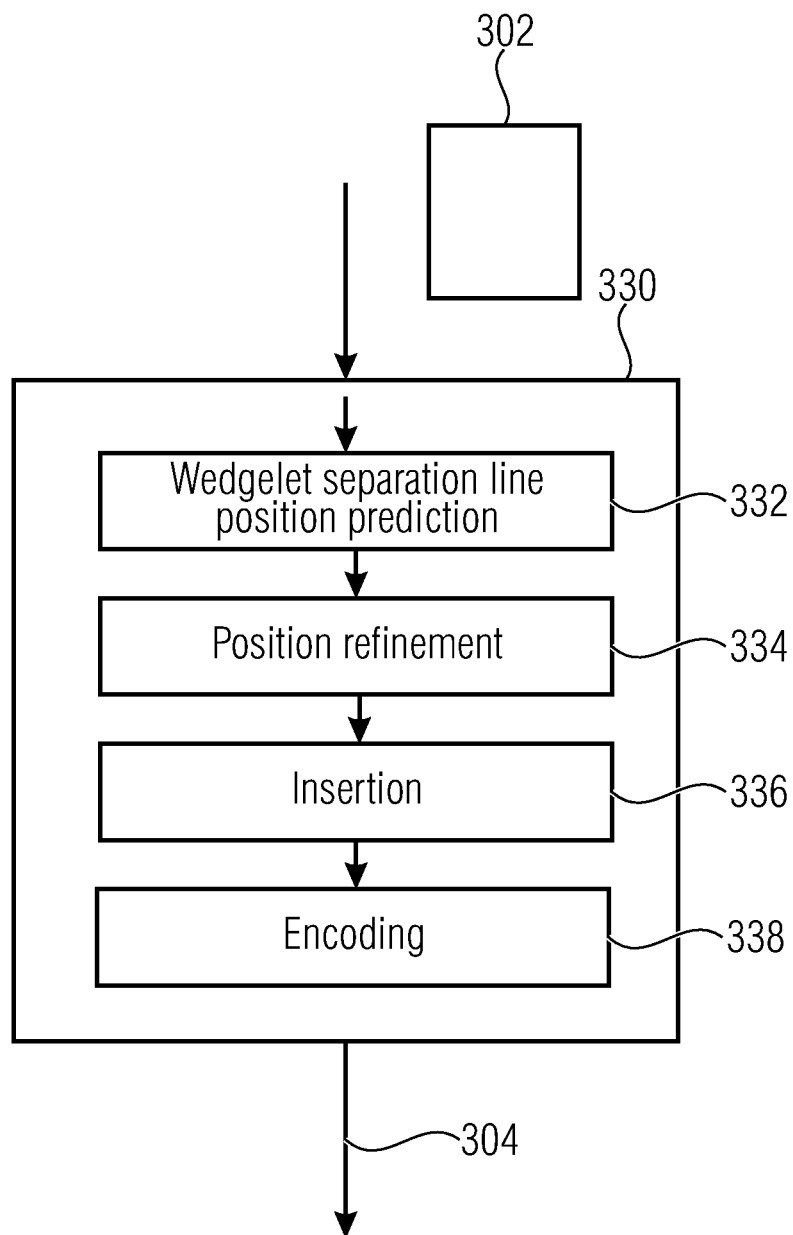 302
330
Wedgelet separation line
position prediction
332
Position refinement
334
Insertion
336
Encoding
338
304